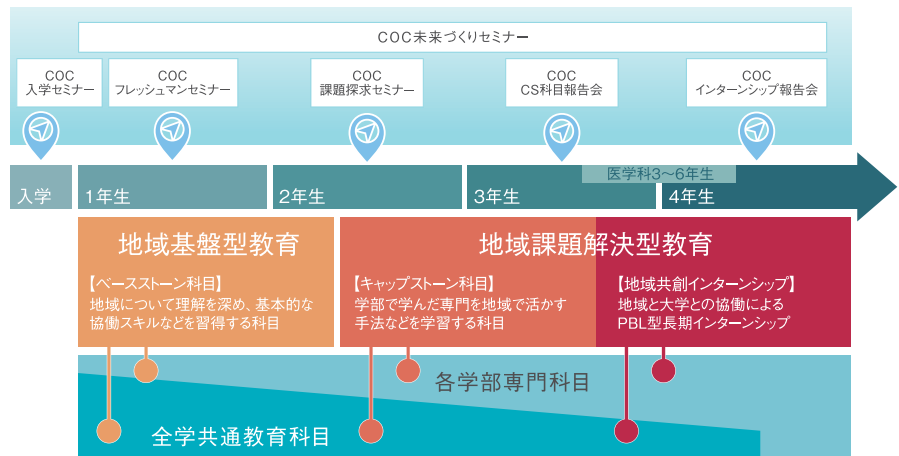 COC未来づくりセミナー
COC
入学セミナー
COC
フレッシュマンセミナー
COC
課題探求セミナー
COC
CS科目報告会
COC
インターンシップ報告会
入学
1年生
2年生
3年生
医学科3〜6年生
4年生
地域基盤型教育
【ベースストーン科目】
地域について理解を深め、基本的な
協働スキルなどを習得する科目
地域課題解決型教育
【キャップストーン科目】
学部で学んだ専門を地域で活かす
手法などを学習する科目
【地域共創インターンシップ】
地域と大学との協働による
PBL型長期インターンシップ
各学部専門科目
全学共通教育科目